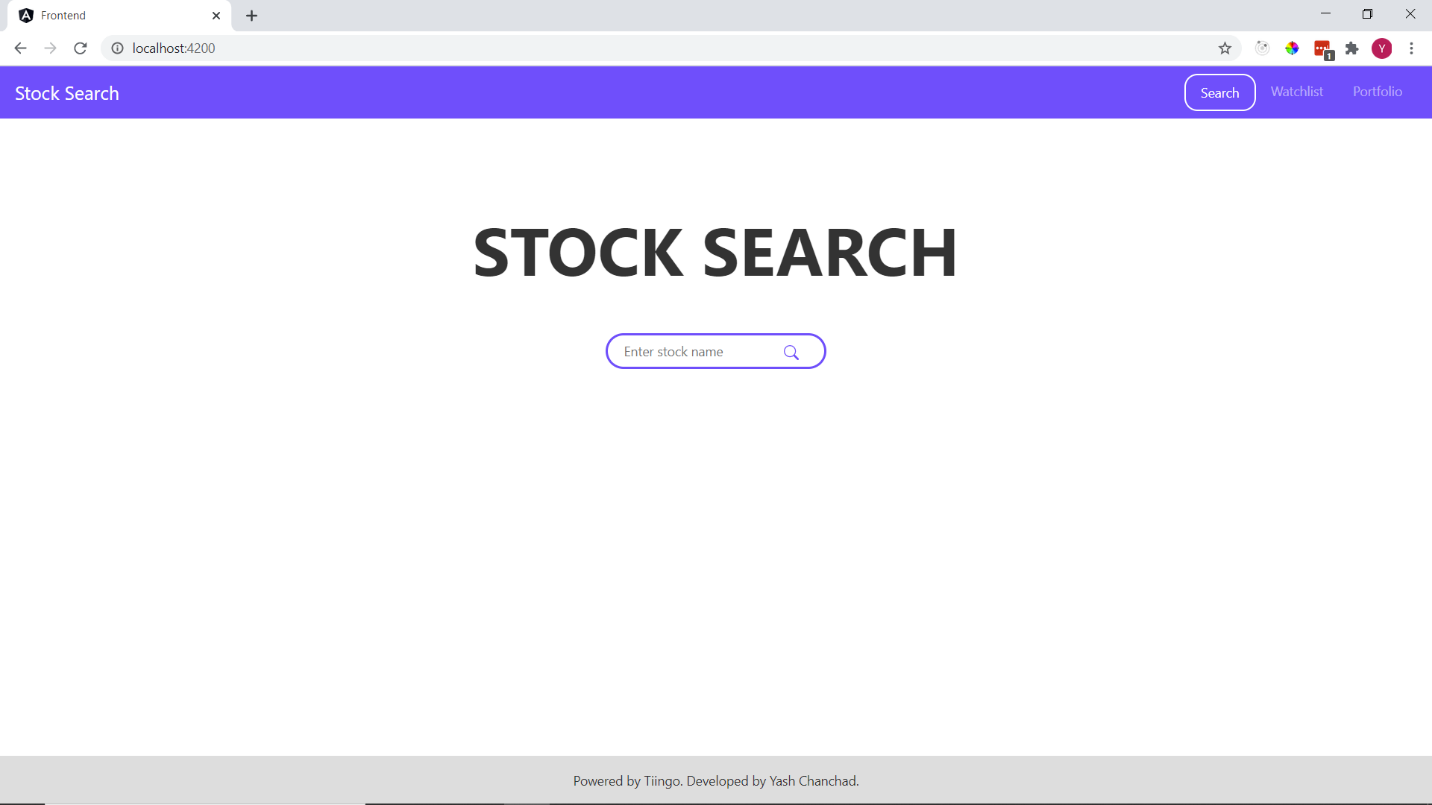 Frontend
localhost:4200
1
Y
Stock Search
Search
Watchlist
Portfolio
STOCK SEARCH
Enter stock name
Powered by Tiingo. Developed by Yash Chanchad.